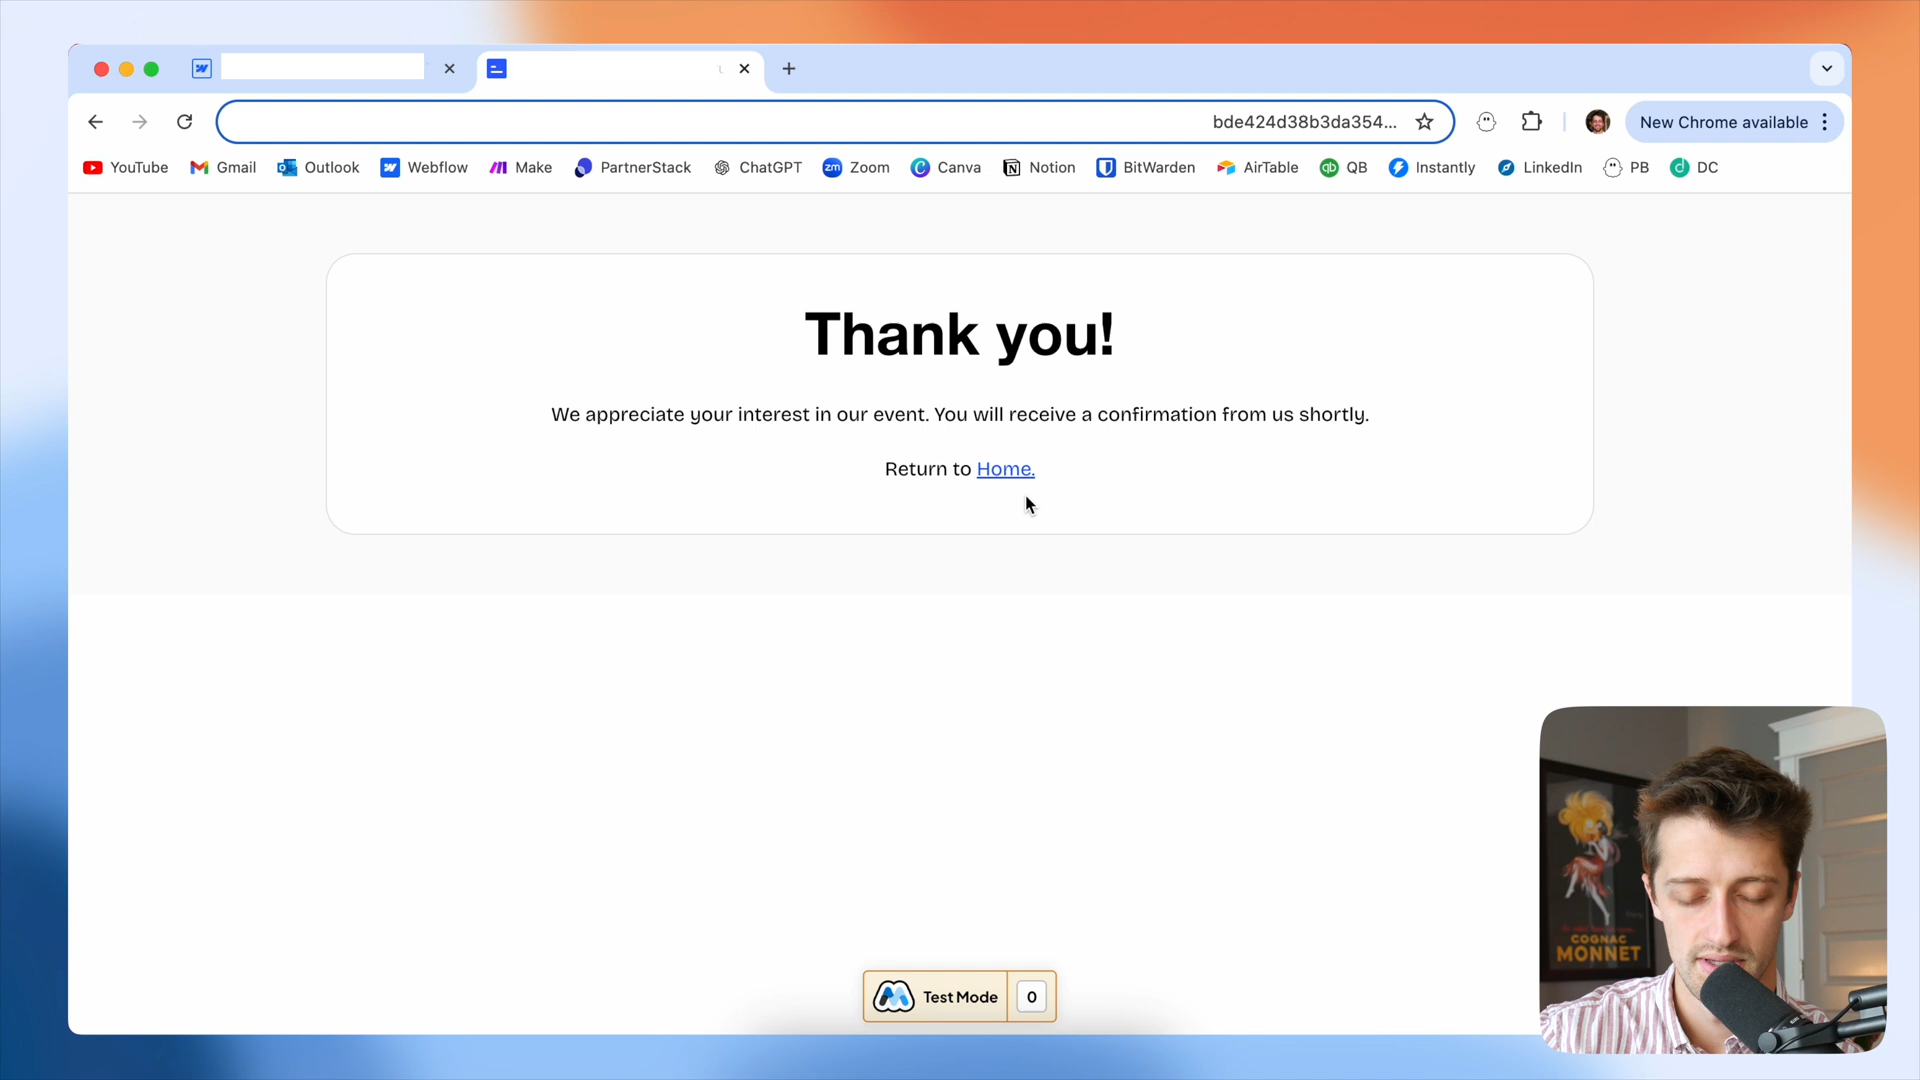 bde424d38b3da354...
New Chrome available
YouTube Gmail Outlook Webflow Make PartnerStack ChatGPT Zoom Canva Notion BitWarden AirTable QB Instantly LinkedIn PB DC
Thank you!
We appreciate your interest in our event. You will receive a confirmation from us shortly.
Return to Home.
Test Mode 0
COGNAC
MONNET